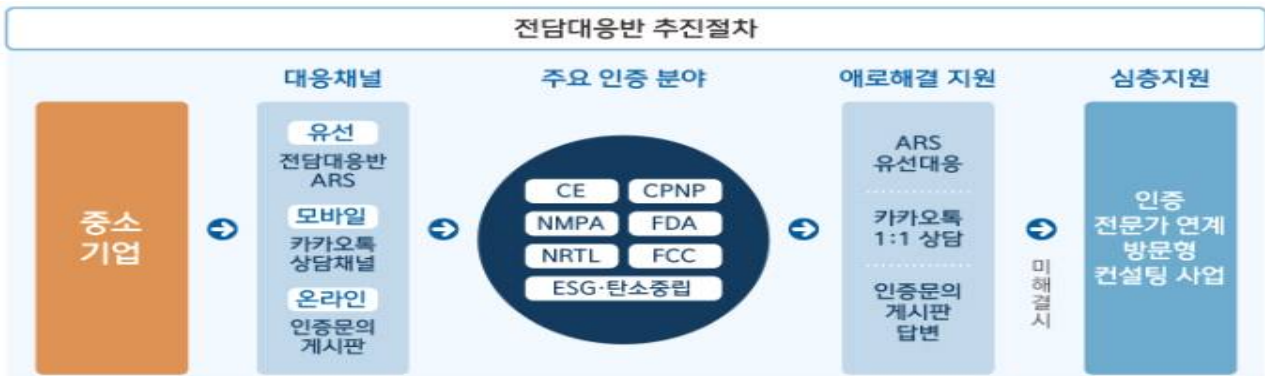 전담대응반 추진절차
대응채널
주요 인증 분야
애로해결 지원
심층지원
중소
기업
유선
전담대응반
ARS
모바일
카카오톡
상담채널
온라인
인증문의
게시판
CE
CPNP
NMPA
FDA
NRTL
FCC
ESG·탄소중립
ARS
유선대응
카카오톡
1:1 상담
인증문의
게시판
답변
미해결시
인증
전문가 연계
방문형
컨설팅 사업